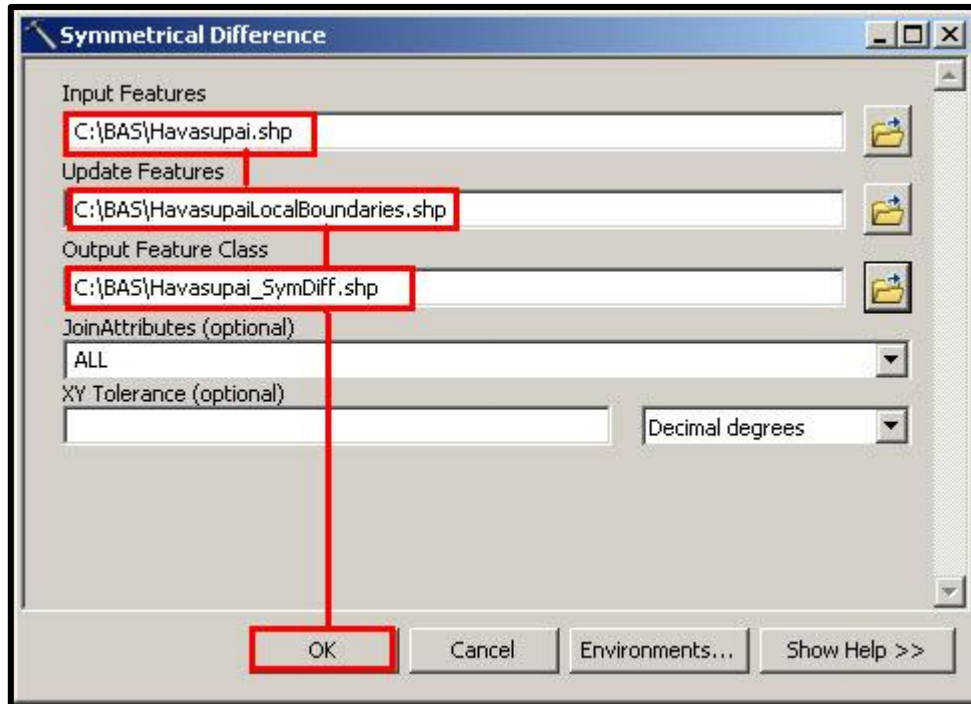 Symmetrical Difference
Input Features
C:\BAS\Havasupai.shp
Update Features
C:\BAS\HavasupaiLocalBoundaries.shp
Output Feature Class
C:\BAS\Havasupai_SymDiff.shp
JoinAttributes (optional)
ALL
XY Tolerance (optional)
Decimal degrees
OK Cancel Environments... Show Help >>